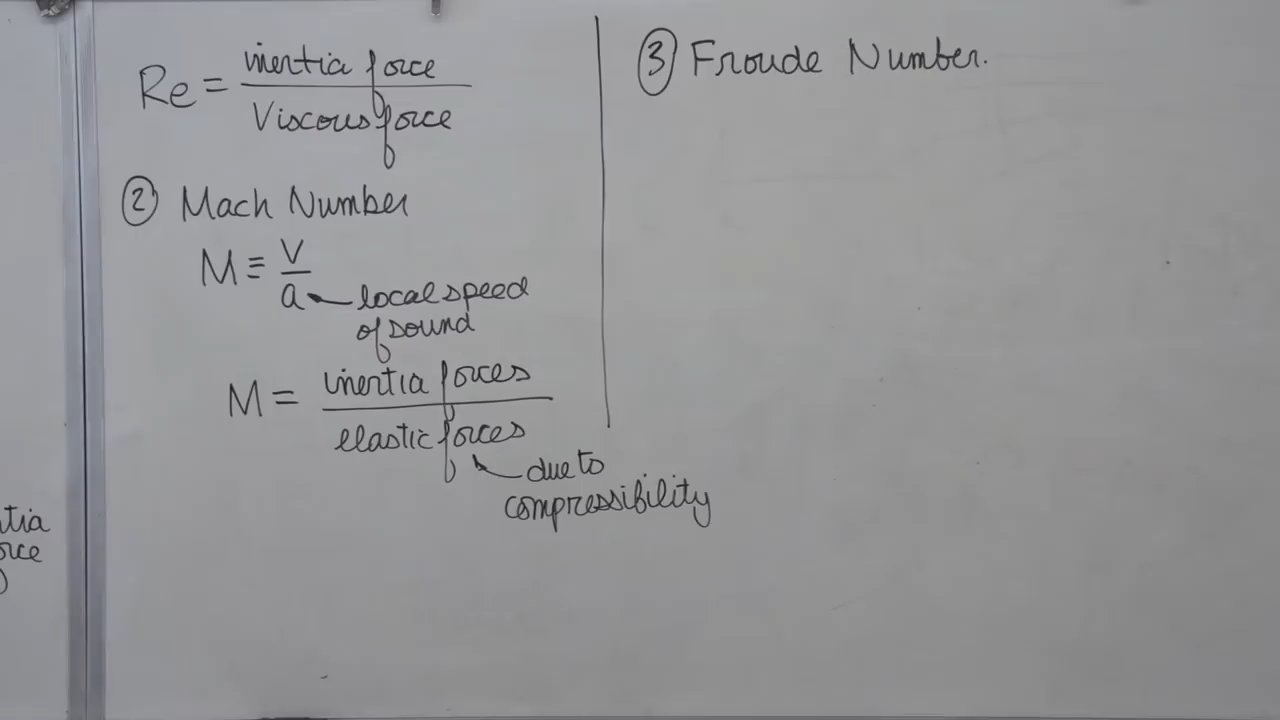 Re = inertia force / Viscous force
② Mach Number
M ≡ V / a
local speed
of sound
M = inertia forces / elastic forces
due to
compressibility
③ Froude Number.
tia